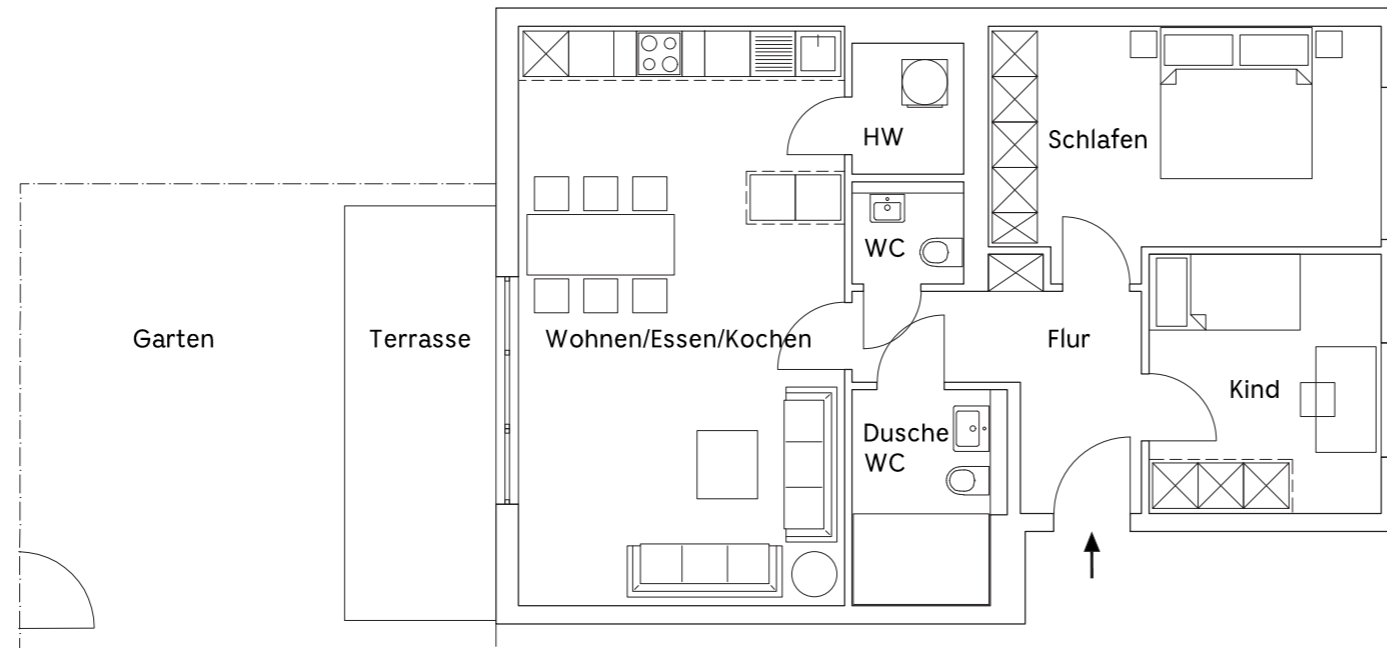 HW
Schlafen
WC
Garten
Terrasse
Wohnen/Essen/Kochen
Flur
Kind
Dusche
WC